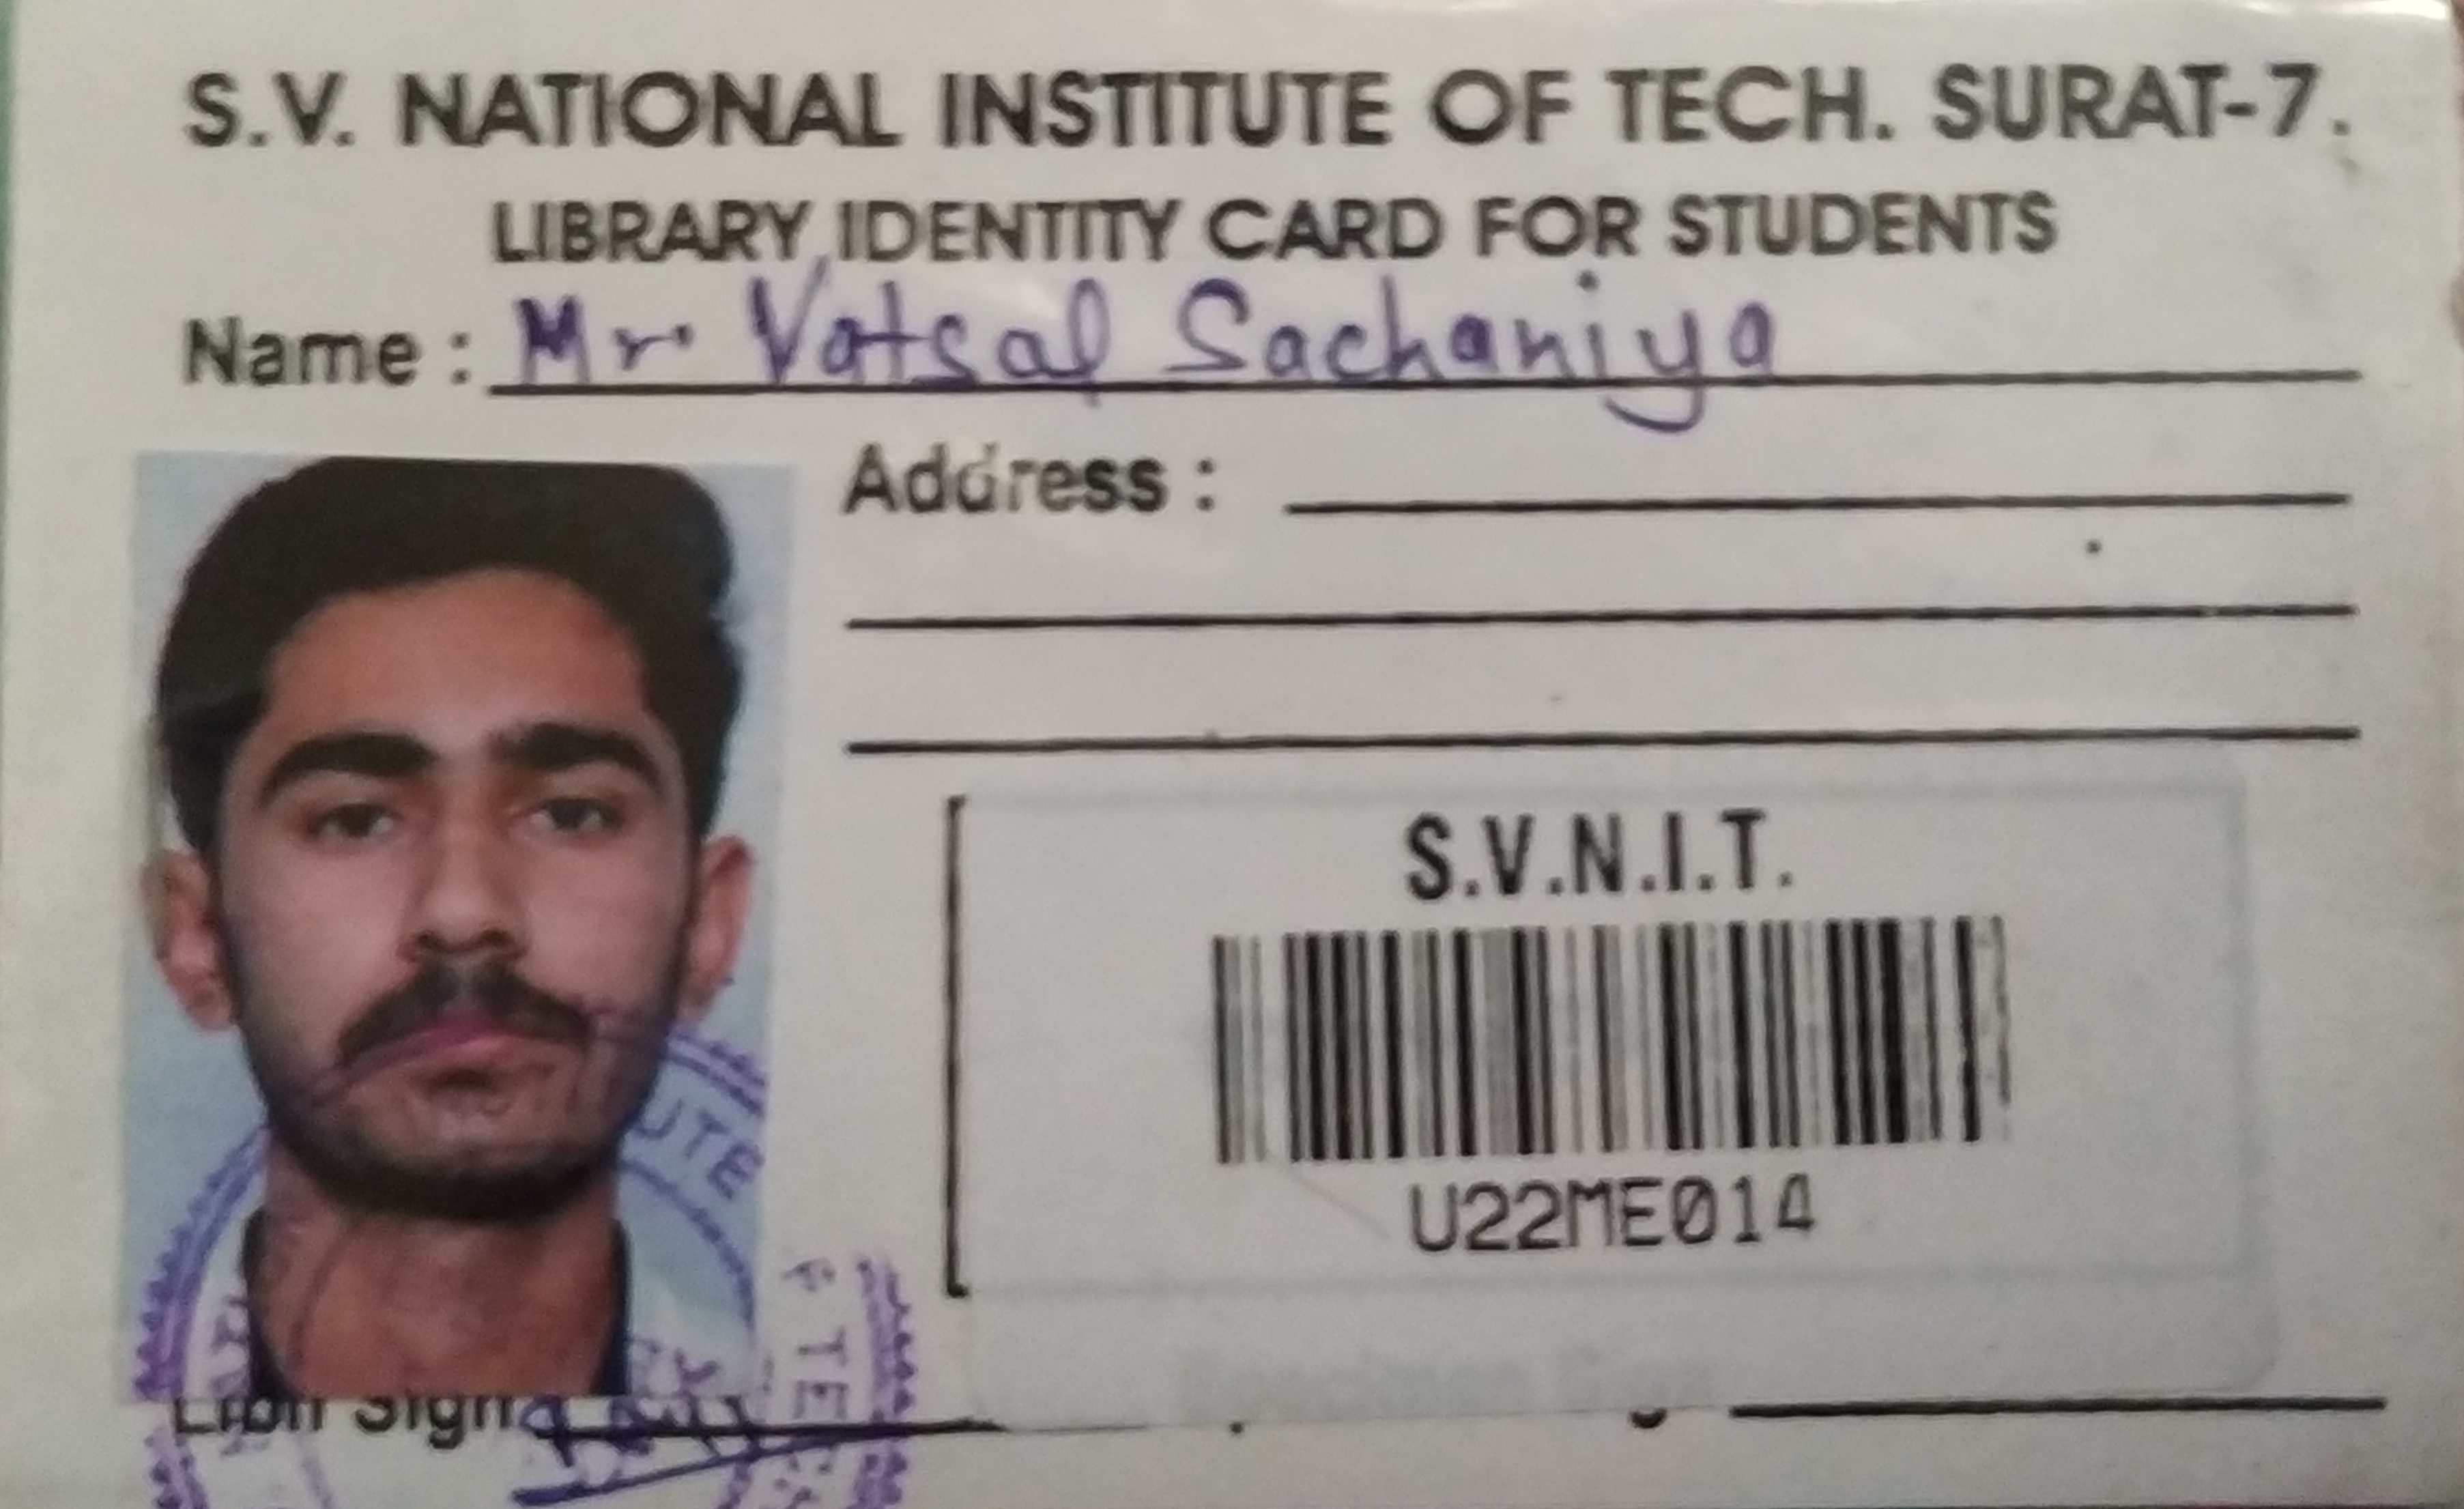 S.V. NATIONAL INSTITUTE OF TECH. SURAT-7.
LIBRARY IDENTITY CARD FOR STUDENTS
Name : Mr Vatsal Sachaniya
Address :
S.V.N.I.T.
U22ME014
UTE
F TE
Libn Sign